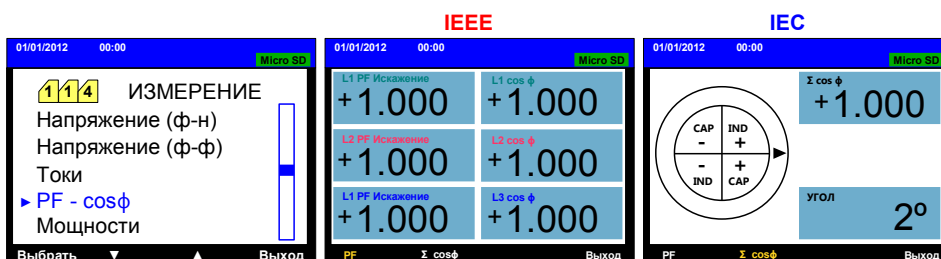 IEEE
IEC
01/01/2012 00:00
Micro SD
1 1 4 ИЗМЕРЕНИЕ
Напряжение (ф-н)
Напряжение (ф-ф)
Токи
▸ PF - cosϕ
Мощности
Выбрать ▼ ▲ Выход
01/01/2012 00:00
Micro SD
L1 PF Искажение
+1.000
L1 cos ϕ
+1.000
L2 PF Искажение
+1.000
L2 cos ϕ
+1.000
L1 PF Искажение
+1.000
L3 cos ϕ
+1.000
PF Σ cosϕ Выход
01/01/2012 00:00
Micro SD
CAP IND
- +
- +
IND CAP
Σ cos ϕ
+1.000
УГОЛ
2º
PF Σ cosϕ Выход